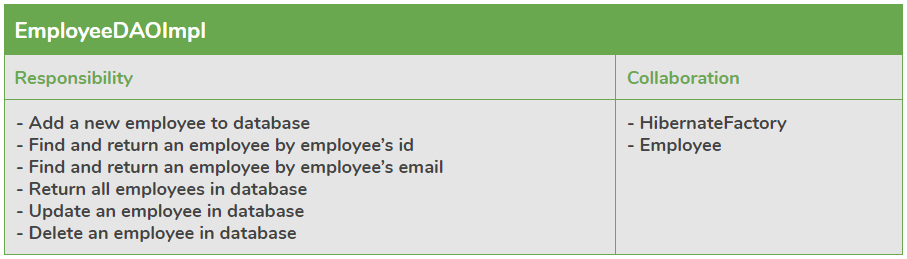 EmployeeDAOImpl
Responsibility
Collaboration
- Add a new employee to database
- Find and return an employee by employee’s id
- Find and return an employee by employee’s email
- Return all employees in database
- Update an employee in database
- Delete an employee in database
- HibernateFactory
- Employee